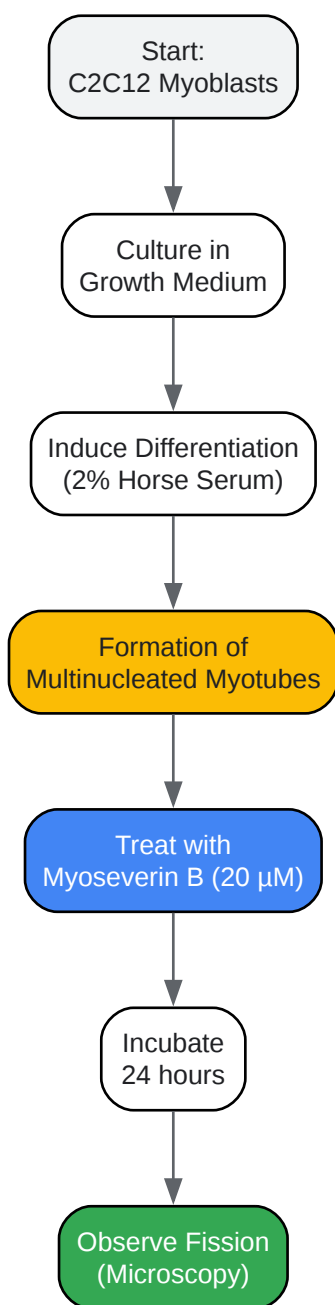 Start:
C2C12 Myoblasts
Culture in
Growth Medium
Induce Differentiation
(2% Horse Serum)
Formation of
Multinucleated Myotubes
Treat with
Myoseverin B (20 µM)
Incubate
24 hours
Observe Fission
(Microscopy)